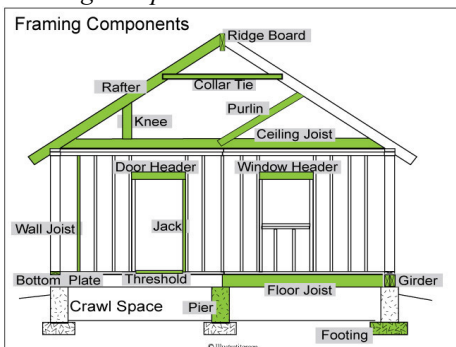 Framing Components
Ridge Board
Rafter
Collar Tie
Purlin
Knee
Ceiling Joist
Door Header
Window Header
Wall Joist
Jack
Bottom Plate
Threshold
Floor Joist
Girder
Crawl Space
Pier
Footing